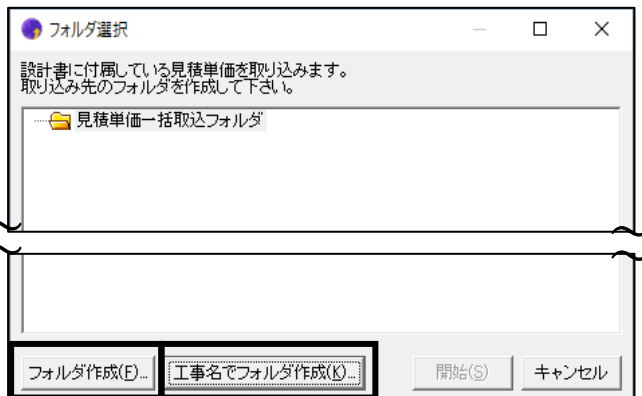 フォルダ選択
設計書に付属している見積単価を取り込みます。
取り込み先のフォルダを作成して下さい。
見積単価一括取込フォルダ
フォルダ作成(F)... 工事名でフォルダ作成(K)... 開始(S) キャンセル